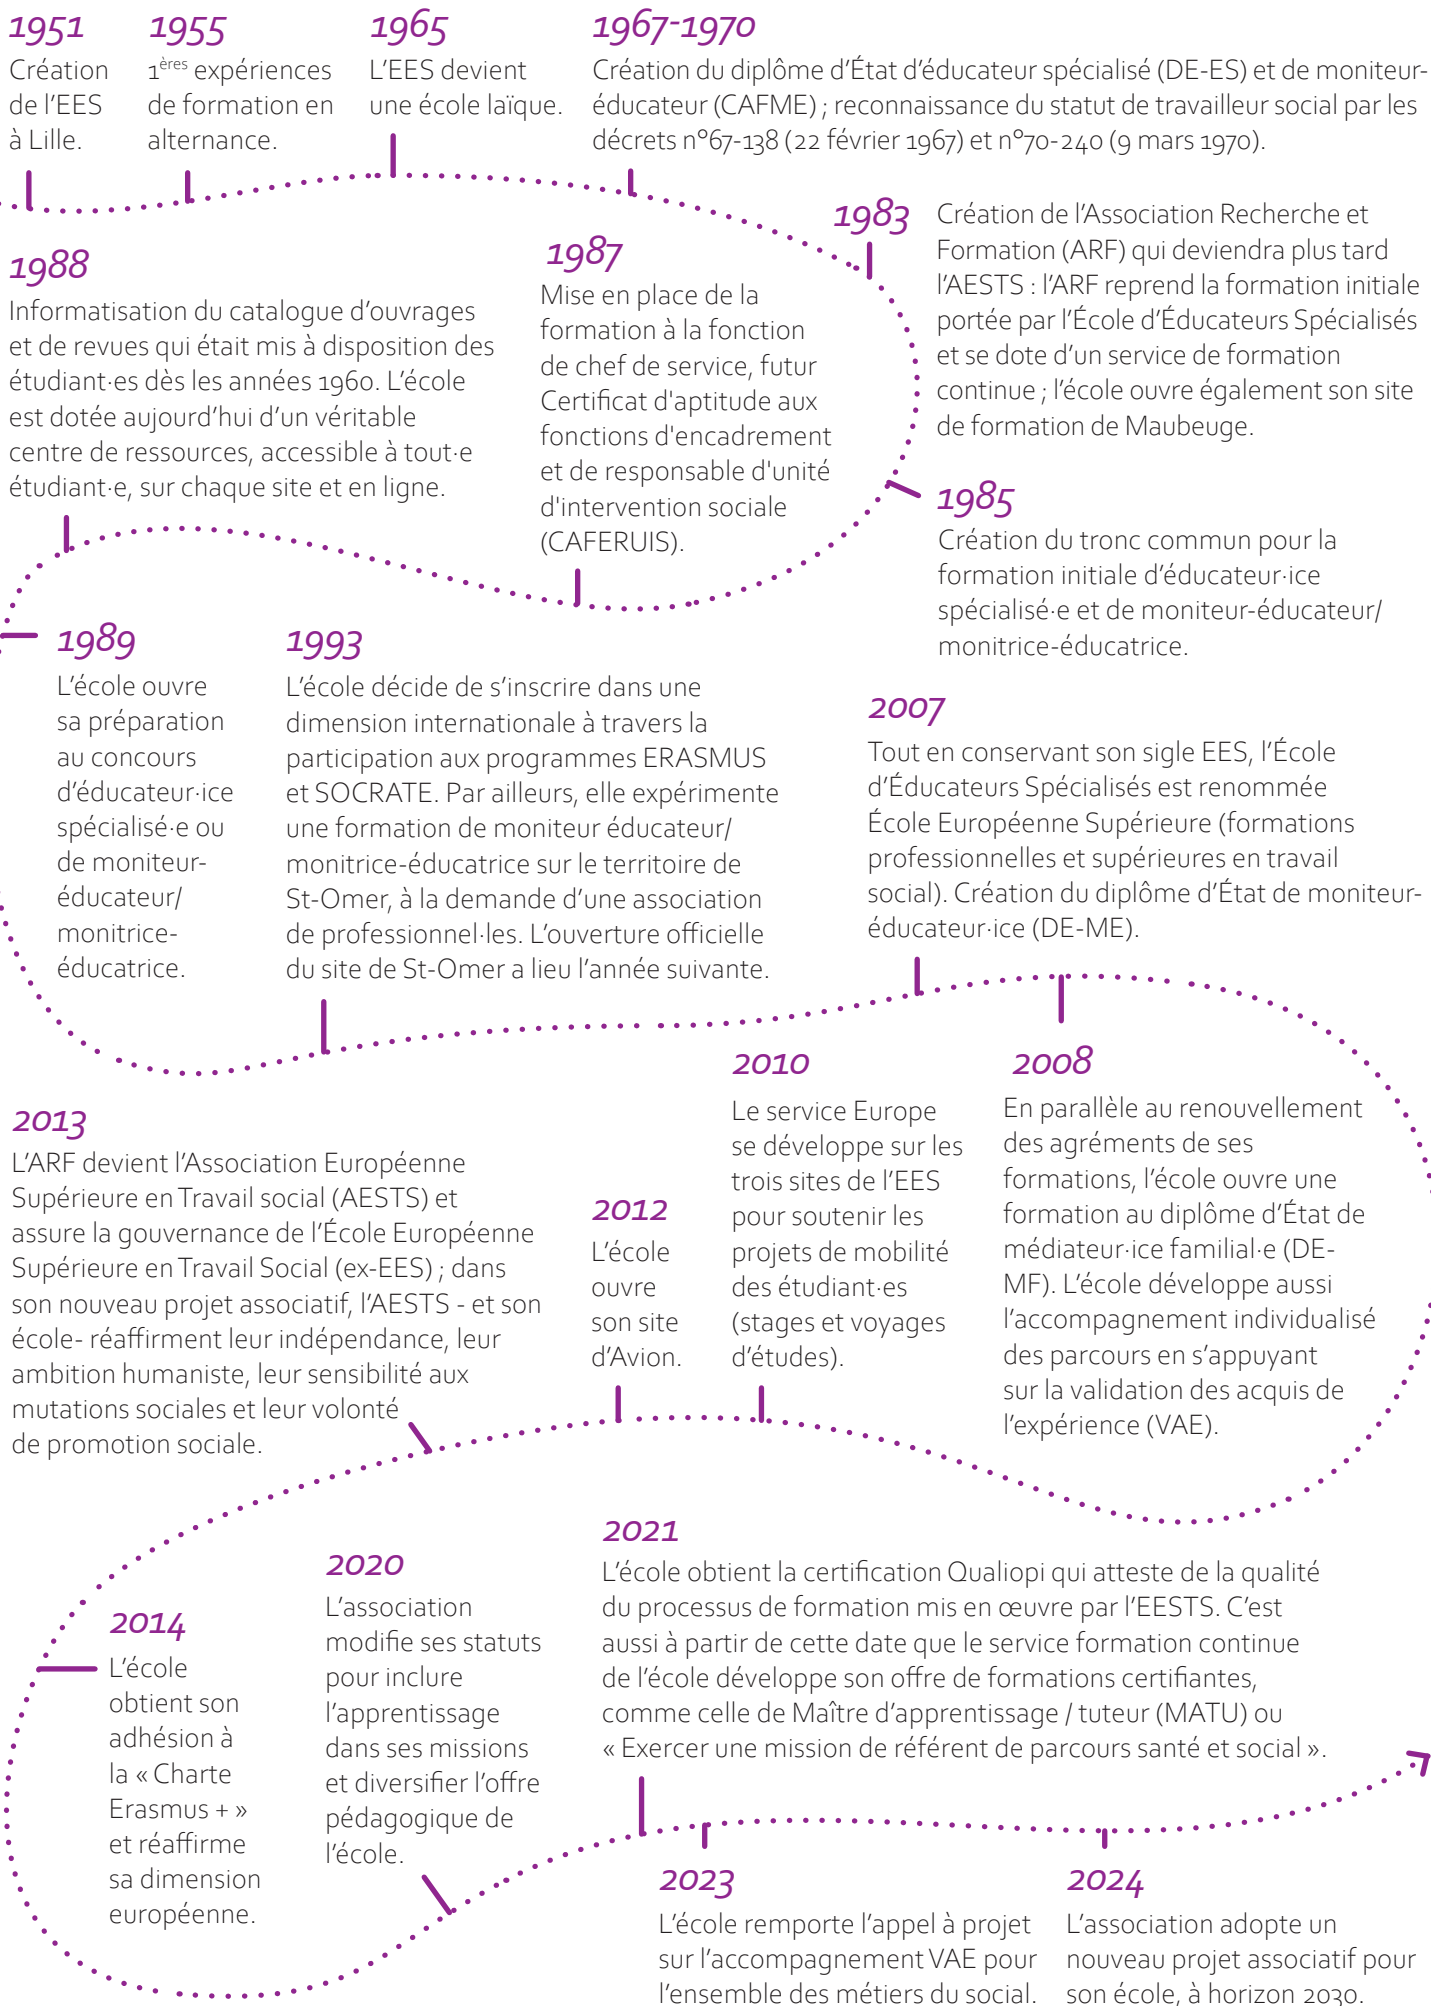 1951
Création
de l’EES
à Lille.
1955
1ères expériences
de formation en
alternance.
1965
L’EES devient
une école laïque.
1967-1970
Création du diplôme d’État d’éducateur spécialisé (DE-ES) et de moniteur-
éducateur (CAFME) ; reconnaissance du statut de travailleur social par les
décrets n°67-138 (22 février 1967) et n°70-240 (9 mars 1970).
1983
Création de l’Association Recherche et
Formation (ARF) qui deviendra plus tard
l’AESTS : l’ARF reprend la formation initiale
portée par l’École d’Éducateurs Spécialisés
et se dote d’un service de formation
continue ; l’école ouvre également son site
de formation de Maubeuge.
1985
Création du tronc commun pour la
formation initiale d’éducateur·ice
spécialisé·e et de moniteur-éducateur/
monitrice-éducatrice.
1987
Mise en place de la
formation à la fonction
de chef de service, futur
Certificat d'aptitude aux
fonctions d'encadrement
et de responsable d'unité
d'intervention sociale
(CAFERUIS).
1988
Informatisation du catalogue d’ouvrages
et de revues qui était mis à disposition des
étudiant·es dès les années 1960. L’école
est dotée aujourd’hui d’un véritable
centre de ressources, accessible à tout·e
étudiant·e, sur chaque site et en ligne.
1989
L’école ouvre
sa préparation
au concours
d’éducateur·ice
spécialisé·e ou
de moniteur-
éducateur/
monitrice-
éducatrice.
1993
L’école décide de s’inscrire dans une
dimension internationale à travers la
participation aux programmes ERASMUS
et SOCRATE. Par ailleurs, elle expérimente
une formation de moniteur éducateur/
monitrice-éducatrice sur le territoire de
St-Omer, à la demande d’une association
de professionnel·les. L’ouverture officielle
du site de St-Omer a lieu l’année suivante.
2007
Tout en conservant son sigle EES, l’École
d’Éducateurs Spécialisés est renommée
École Européenne Supérieure (formations
professionnelles et supérieures en travail
social). Création du diplôme d’État de moniteur-
éducateur·ice (DE-ME).
2008
En parallèle au renouvellement
des agréments de ses
formations, l’école ouvre une
formation au diplôme d’État de
médiateur·ice familial·e (DE-
MF). L’école développe aussi
l’accompagnement individualisé
des parcours en s’appuyant
sur la validation des acquis de
l’expérience (VAE).
2010
Le service Europe
se développe sur les
trois sites de l’EES
pour soutenir les
projets de mobilité
des étudiant·es
(stages et voyages
d’études).
2012
L’école
ouvre
son site
d’Avion.
2013
L’ARF devient l’Association Européenne
Supérieure en Travail social (AESTS) et
assure la gouvernance de l’École Européenne
Supérieure en Travail Social (ex-EES) ; dans
son nouveau projet associatif, l’AESTS - et son
école- réaffirment leur indépendance, leur
ambition humaniste, leur sensibilité aux
mutations sociales et leur volonté
de promotion sociale.
2014
L’école
obtient son
adhésion à
la « Charte
Erasmus + »
et réaffirme
sa dimension
européenne.
2020
L’association
modifie ses statuts
pour inclure
l’apprentissage
dans ses missions
et diversifier l’offre
pédagogique de
l’école.
2021
L’école obtient la certification Qualiopi qui atteste de la qualité
du processus de formation mis en œuvre par l’EESTS. C’est
aussi à partir de cette date que le service formation continue
de l’école développe son offre de formations certifiantes,
comme celle de Maître d’apprentissage / tuteur (MATU) ou
« Exercer une mission de référent de parcours santé et social ».
2023
L’école remporte l’appel à projet
sur l’accompagnement VAE pour
l’ensemble des métiers du social.
2024
L’association adopte un
nouveau projet associatif pour
son école, à horizon 2030.